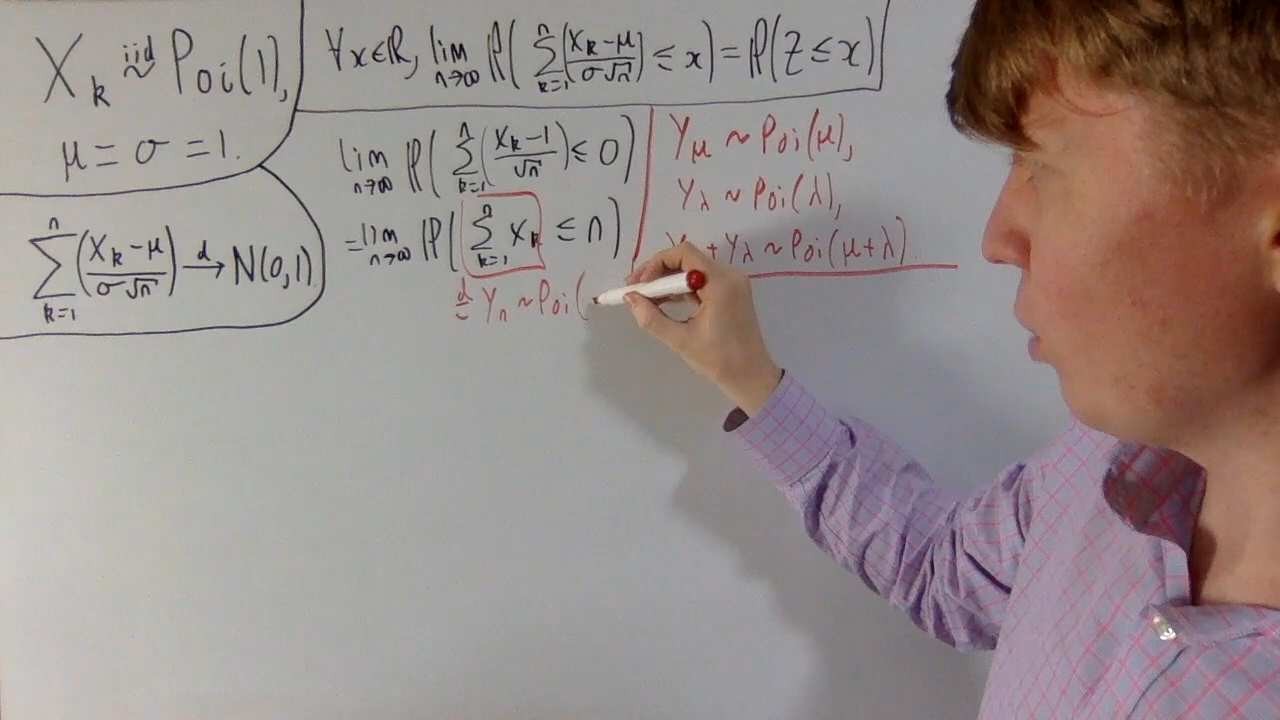 X_k iid~ Poi(1),
μ = σ = 1.
∑_{k=1}^{n} ((X_k - μ)/(σ√n)) →^d N(0,1)
∀x∈ℝ, lim_{n→∞} ℙ( ∑_{k=1}^{n} ((X_k - μ)/(σ√n)) ≤ x ) = ℙ(Z ≤ x)
lim_{n→∞} ℙ( ∑_{k=1}^{n} ((X_k - 1)/√n) ≤ 0 )
= lim_{n→∞} ℙ( ∑_{k=1}^{n} X_k ≤ n )
=^d Y_n ~ Poi(
Y_μ ~ Poi(μ),
Y_λ ~ Poi(λ),
+ Y_λ ~ Poi(μ+λ).